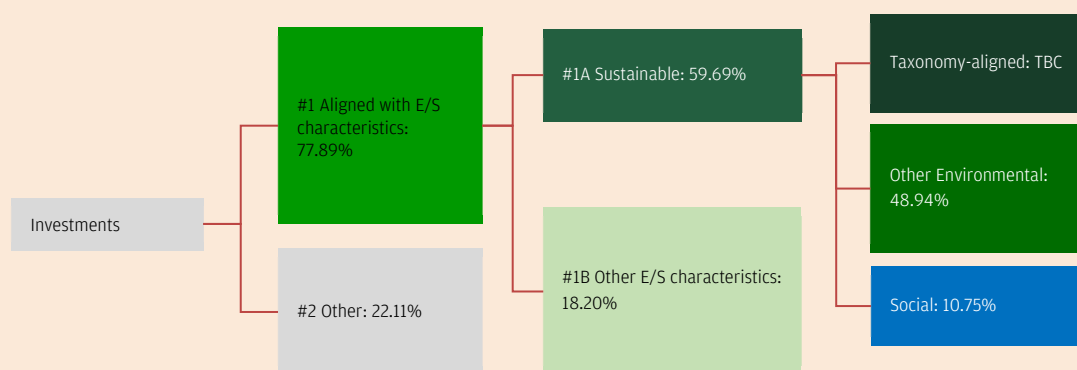 Investments
#1 Aligned with E/S
characteristics:
77.89%
#2 Other: 22.11%
#1A Sustainable: 59.69%
#1B Other E/S characteristics:
18.20%
Taxonomy-aligned: TBC
Other Environmental:
48.94%
Social: 10.75%